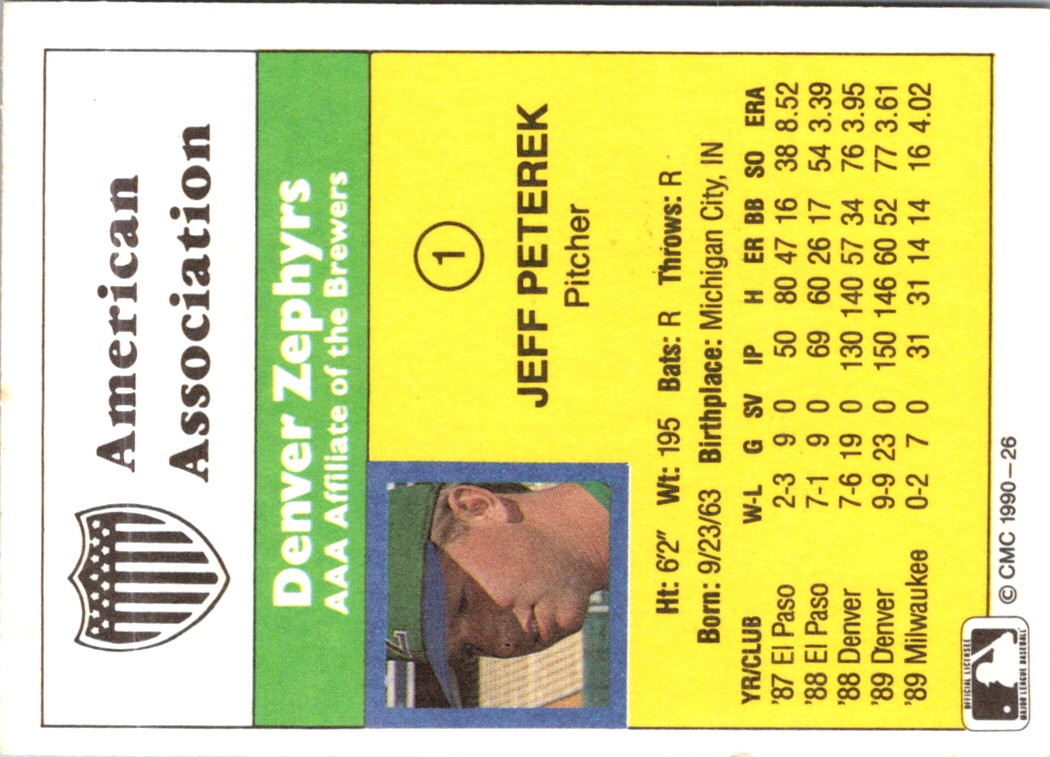 American
Association
Denver Zephyrs
AAA Affiliate of the Brewers
1
JEFF PETEREK
Pitcher
Ht: 6'2" Wt: 195 Bats: R Throws: R
Born: 9/23/63 Birthplace: Michigan City, IN
YR/CLUB W-L G SV IP H ER BB SO ERA
'87 El Paso 2-3 9 0 50 80 47 16 38 8.52
'88 El Paso 7-1 9 0 69 60 26 17 54 3.39
'88 Denver 7-6 19 0 130 140 57 34 76 3.95
'89 Denver 9-9 23 0 150 146 60 52 77 3.61
'89 Milwaukee 0-2 7 0 31 31 14 14 16 4.02
OFFICIAL LICENSEE
MAJOR LEAGUE BASEBALL
© CMC 1990-26